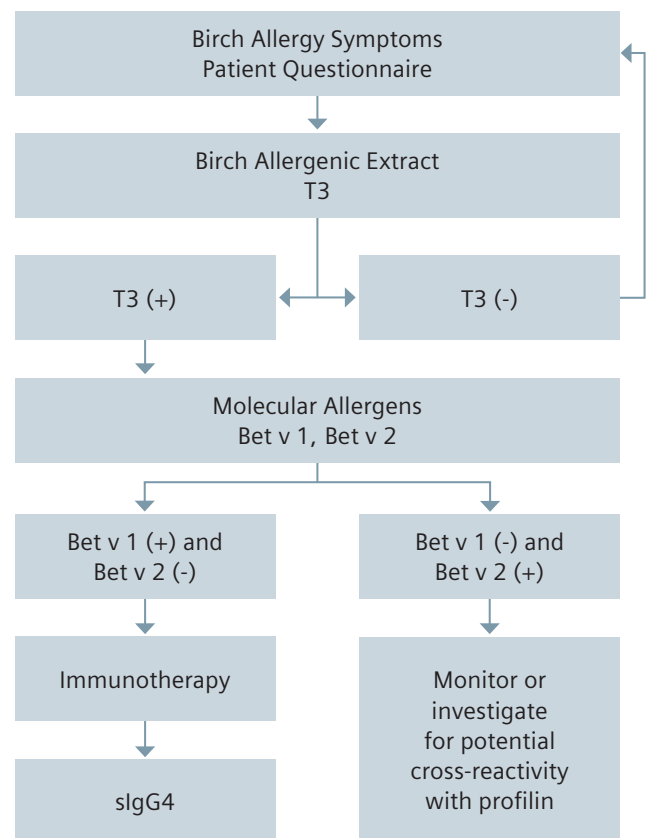 Birch Allergy Symptoms
Patient Questionnaire
Birch Allergenic Extract
T3
T3 (+)
T3 (-)
Molecular Allergens
Bet v 1, Bet v 2
Bet v 1 (+) and
Bet v 2 (-)
Bet v 1 (-) and
Bet v 2 (+)
Immunotherapy
sIgG4
Monitor or
investigate
for potential
cross-reactivity
with profilin